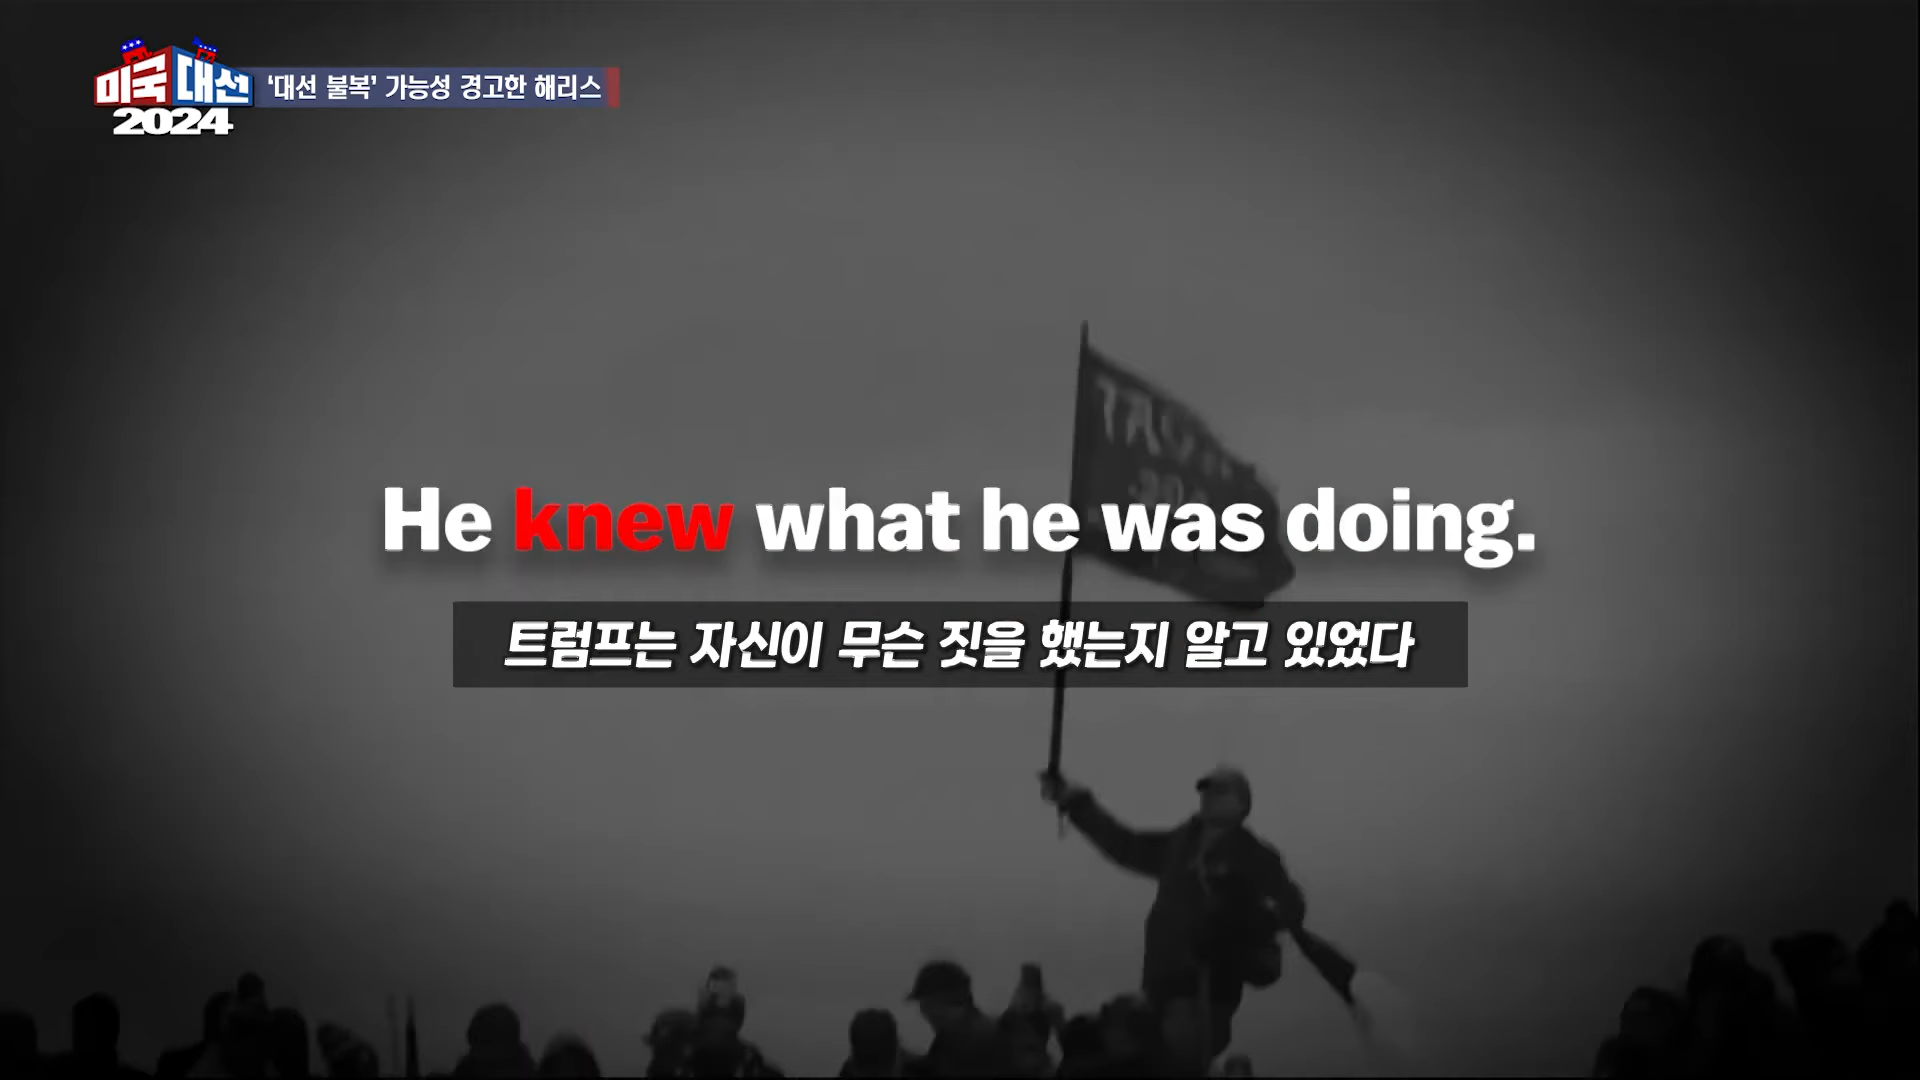 미국 대선
2024
‘대선 불복’ 가능성 경고한 해리스
He knew what he was doing.
트럼프는 자신이 무슨 짓을 했는지 알고 있었다